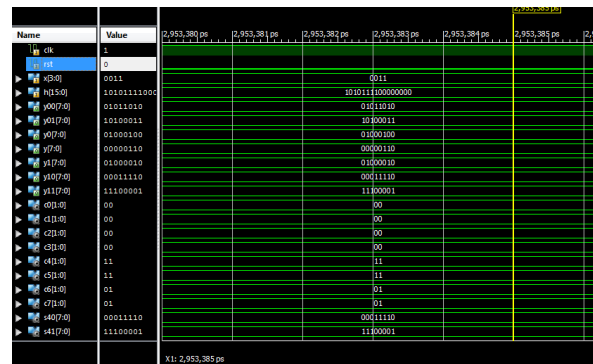 2,953,385 ps
Name Value 2,953,380 ps 2,953,381 ps 2,953,382 ps 2,953,383 ps 2,953,384 ps 2,953,385 ps
clk 1
rst 0
x[3:0] 0011 0011
h[15:0] 10101111000 1010111100000000
y00[7:0] 01011010 01011010
y01[7:0] 10100011 10100011
y0[7:0] 01000100 01000100
y[7:0] 00000110 00000110
y1[7:0] 01000010 01000010
y10[7:0] 00011110 00011110
y11[7:0] 11100001 11100001
c0[1:0] 00 00
c1[1:0] 00 00
c2[1:0] 00 00
c3[1:0] 00 00
c4[1:0] 11 11
c5[1:0] 11 11
c6[1:0] 01 01
c7[1:0] 01 01
s40[7:0] 00011110 00011110
s41[7:0] 11100001 11100001
X1: 2,953,385 ps